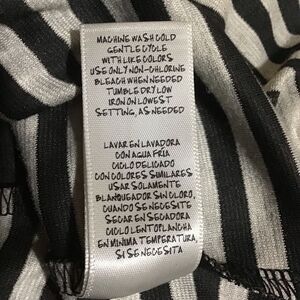 MACHINE WASH COLD
GENTLE CYCLE
WITH LIKE COLORS
USE ONLY NON-CHLORINE
BLEACH WHEN NEEDED
TUMBLE DRY LOW
IRON ON LOWEST
SETTING, AS NEEDED
LAVAR EN LAVADORA
CON AGUA FRÍA
CICLO DELICADO
CON COLORES SIMILARES
USAR SOLAMENTE
BLANQUEADOR SIN CLORO,
CUANDO SE NECESITE
SECAR EN SECADORA
CICLO LENTO PLANCHA
EN MINIMA TEMPERATURA,
SI SE NECESITA